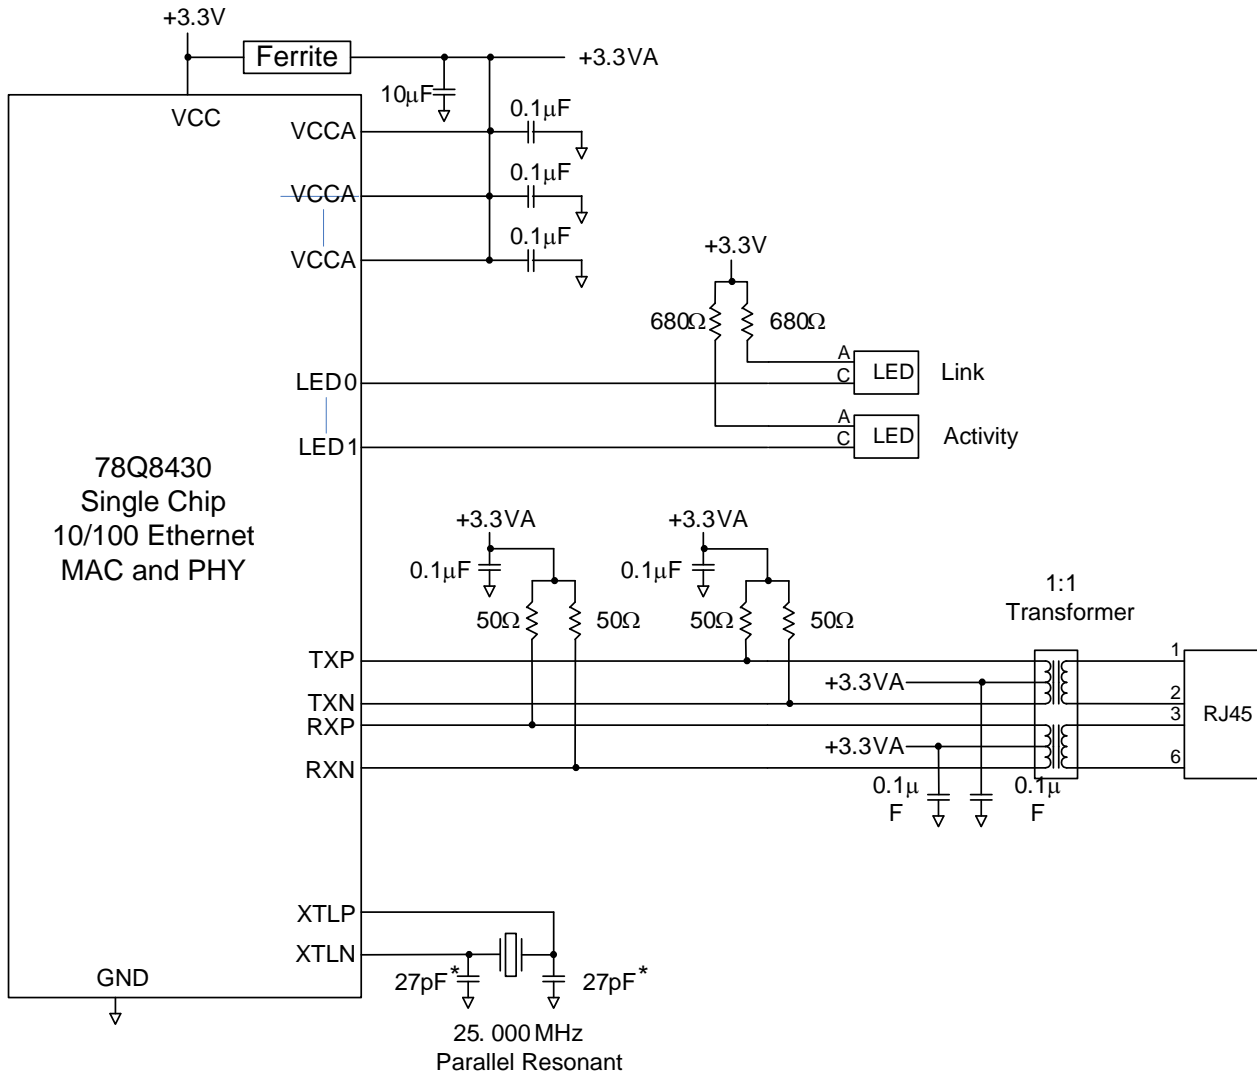 +3.3V
Ferrite
+3.3VA
10µF
VCC
0.1µF
VCCA
0.1µF
VCCA
0.1µF
VCCA
+3.3V
680Ω
680Ω
A
LED0
C
LED
Link
A
LED1
C
LED
Activity
78Q8430
Single Chip
10/100 Ethernet
MAC and PHY
+3.3VA
+3.3VA
0.1µF
0.1µF
50Ω
50Ω
50Ω
50Ω
1:1
Transformer
TXP
1
+3.3VA
TXN
2
RXP
3
RJ45
+3.3VA
RXN
6
0.1µ
F
0.1µ
F
XTLP
XTLN
GND
27pF*
27pF*
25. 000MHz
Parallel Resonant